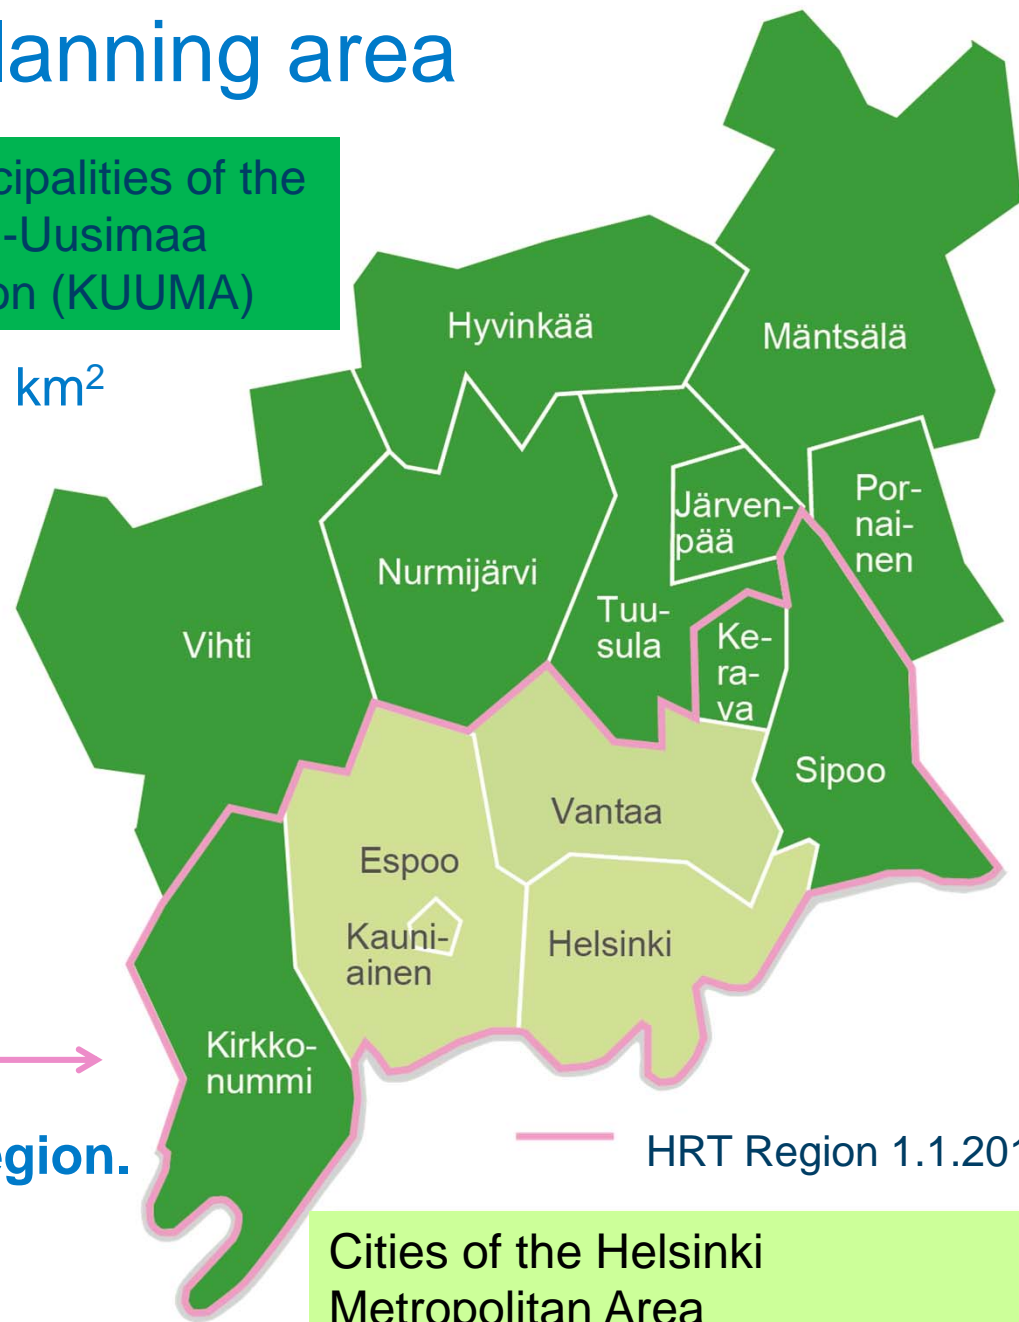 lanning area
cipalities of the
-Uusimaa
on (KUUMA)
km²
Hyvinkää
Mäntsälä
Järven-
pää
Por-
nai-
nen
Nurmijärvi
Tuu-
sula
Ke-
ra-
va
Vihti
Sipoo
Vantaa
Espoo
Kauni-
ainen
Helsinki
Kirkko-
nummi
egion.
HRT Region 1.1.201
Cities of the Helsinki
Metropolitan Area